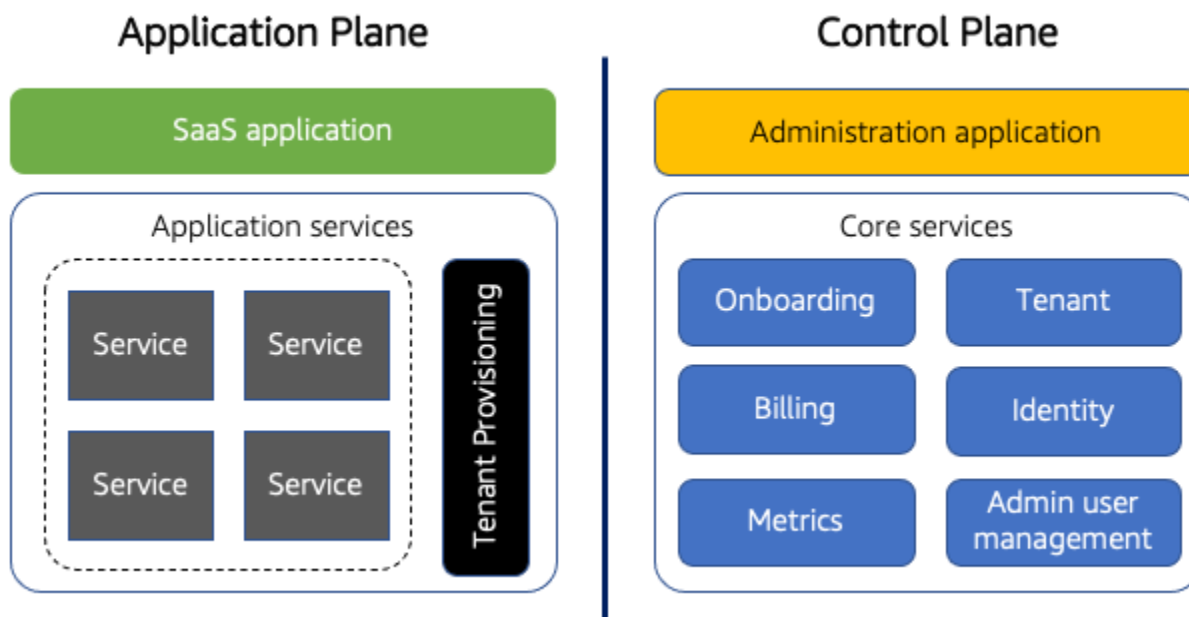 Application Plane
Control Plane
SaaS application
Administration application
Application services
Service
Service
Service
Service
Tenant Provisioning
Core services
Onboarding
Tenant
Billing
Identity
Metrics
Admin user
management